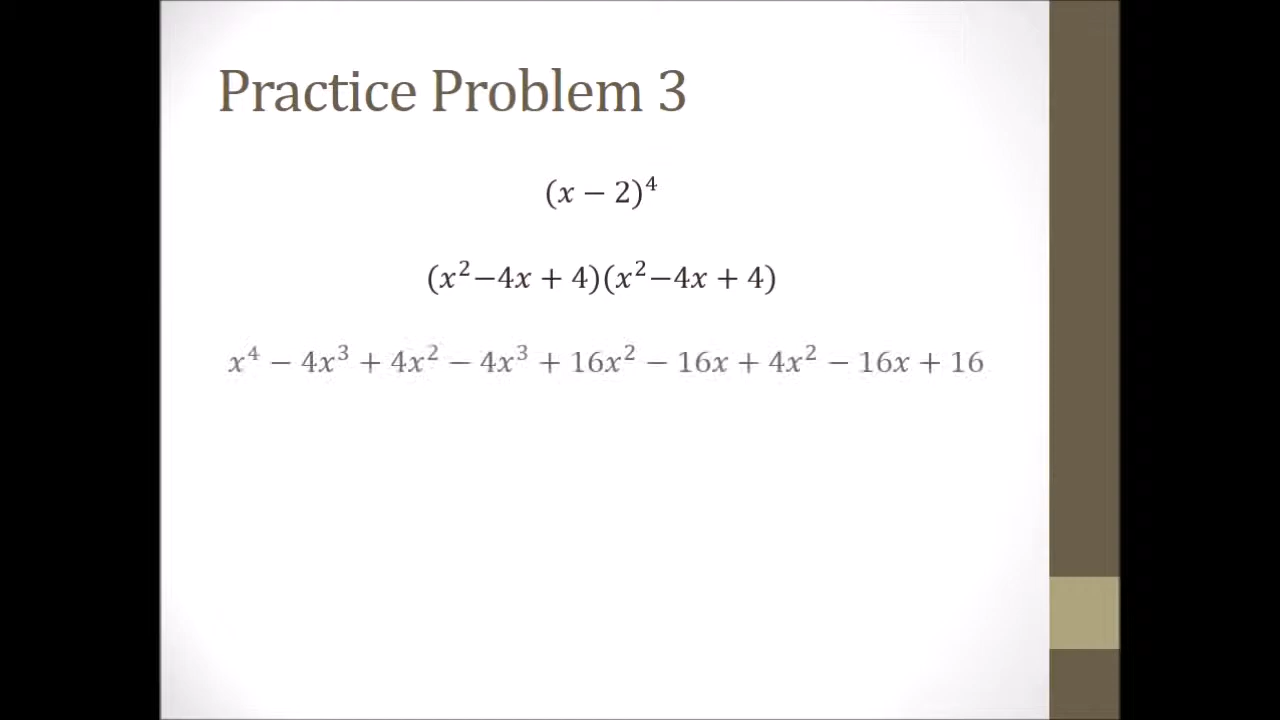 Practice Problem 3
(x − 2)⁴
(x²−4x + 4)(x²−4x + 4)
x⁴ − 4x³ + 4x² − 4x³ + 16x² − 16x + 4x² − 16x + 16